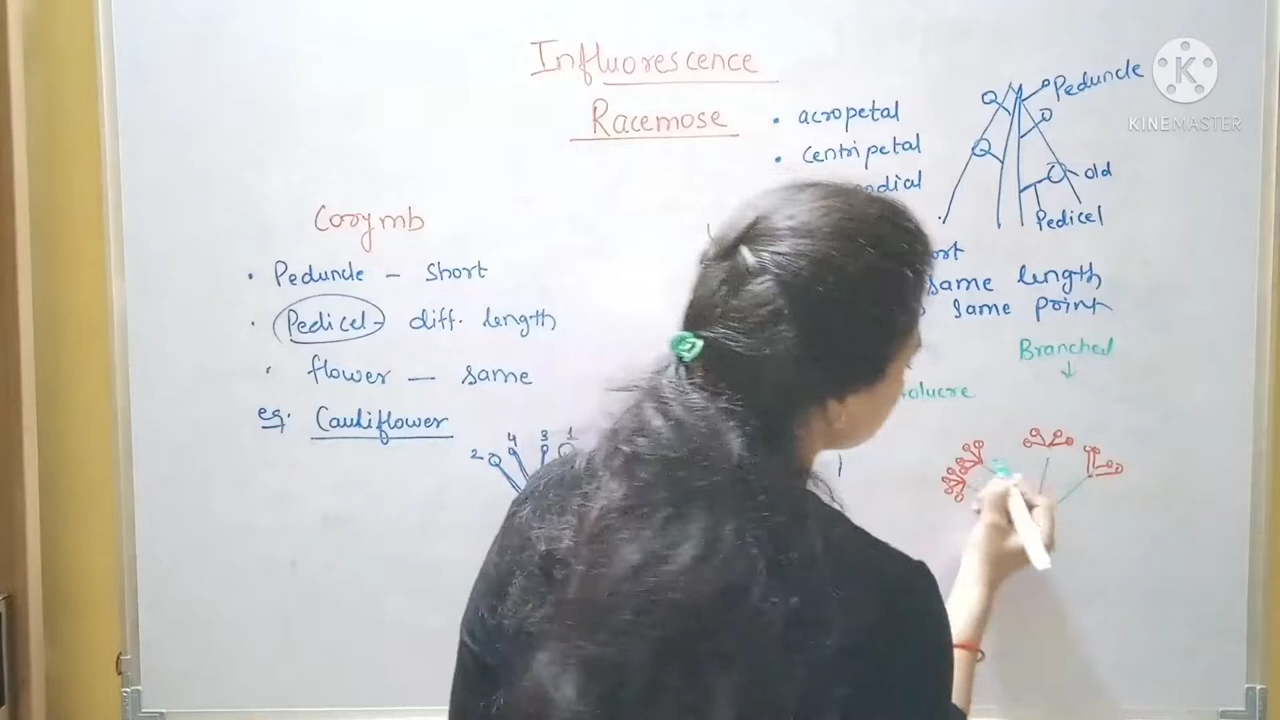 Influorescence
Racemose
• acropetal
• centripetal
Peduncle
old
Pedicel
K
KINEMASTER
Corymb
• Peduncle – short
• Pedicel – diff. length
• flower — same
eg. Cauliflower
2 4 3 1
same length
same point
Branched